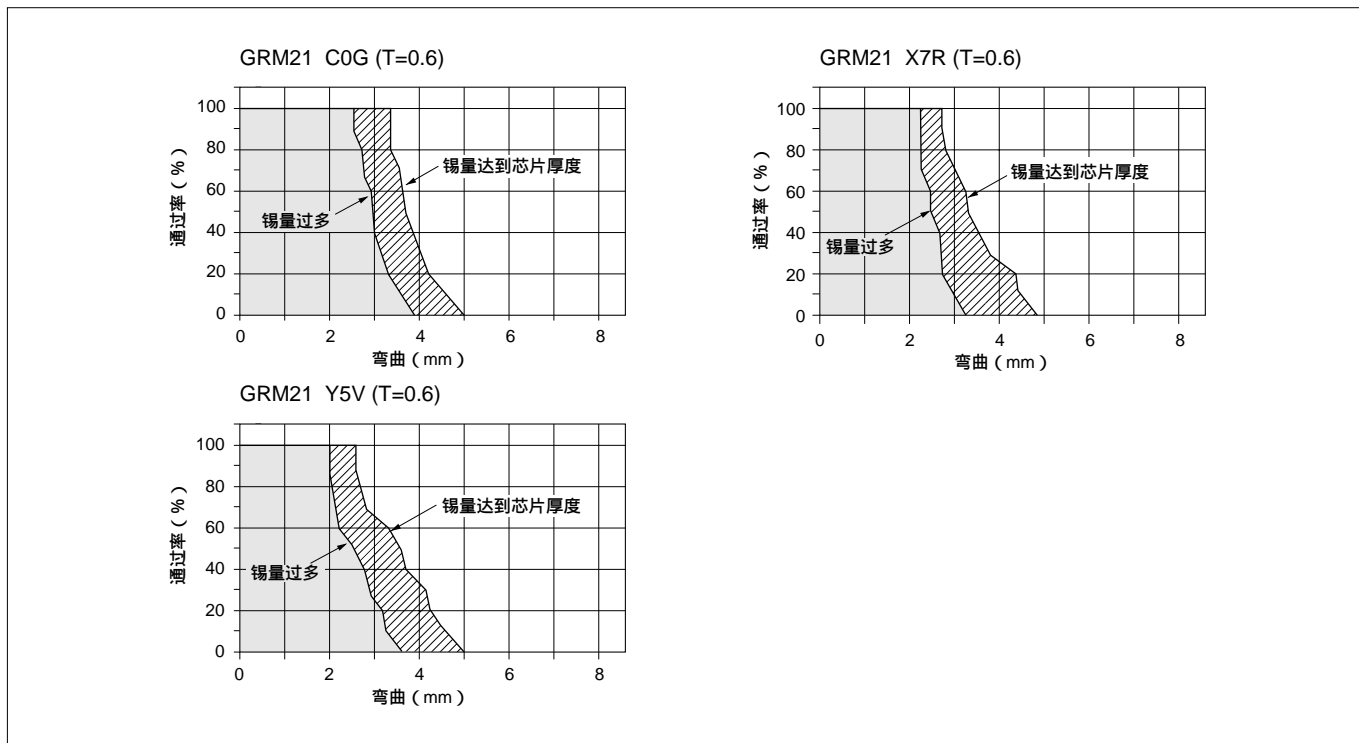 GRM21 C0G (T=0.6)
通过率（%）
100
80
60
40
20
0
锡量达到芯片厚度
锡量过多
0 2 4 6 8
弯曲（mm）
GRM21 X7R (T=0.6)
通过率（%）
100
80
60
40
20
0
锡量达到芯片厚度
锡量过多
0 2 4 6 8
弯曲（mm）
GRM21 Y5V (T=0.6)
通过率（%）
100
80
60
40
20
0
锡量达到芯片厚度
锡量过多
0 2 4 6 8
弯曲（mm）